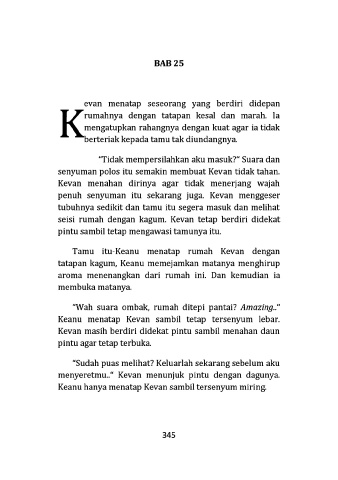 BAB 25
Kevan menatap seseorang yang berdiri didepan
rumahnya dengan tatapan kesal dan marah. Ia
mengatupkan rahangnya dengan kuat agar ia tidak
berteriak kepada tamu tak diundangnya.
"Tidak mempersilahkan aku masuk?" Suara dan
senyuman polos itu semakin membuat Kevan tidak tahan.
Kevan menahan dirinya agar tidak menerjang wajah
penuh senyuman itu sekarang juga. Kevan menggeser
tubuhnya sedikit dan tamu itu segera masuk dan melihat
seisi rumah dengan kagum. Kevan tetap berdiri didekat
pintu sambil tetap mengawasi tamunya itu.
Tamu itu-Keanu menatap rumah Kevan dengan
tatapan kagum, Keanu memejamkan matanya menghirup
aroma menenangkan dari rumah ini. Dan kemudian ia
membuka matanya.
"Wah suara ombak, rumah ditepi pantai? Amazing.."
Keanu menatap Kevan sambil tetap tersenyum lebar.
Kevan masih berdiri didekat pintu sambil menahan daun
pintu agar tetap terbuka.
"Sudah puas melihat? Keluarlah sekarang sebelum aku
menyeretmu.." Kevan menunjuk pintu dengan dagunya.
Keanu hanya menatap Kevan sambil tersenyum miring.
345